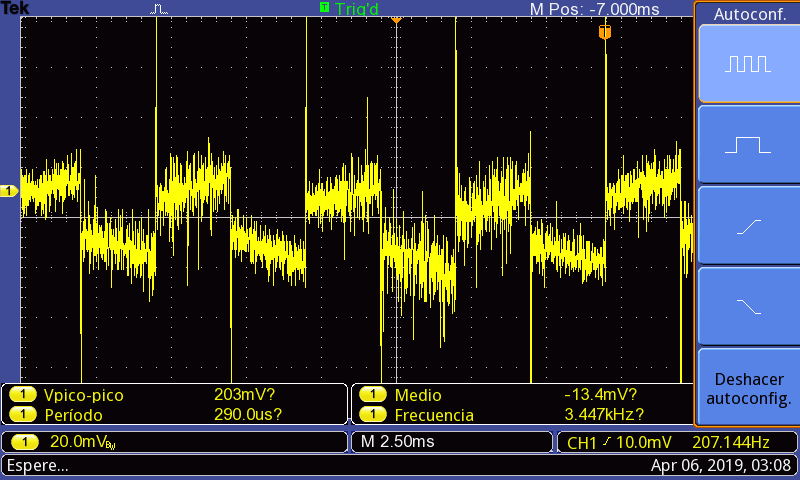 Tek T Trig'd M Pos: -7.000ms
Autoconf.
T
1
Deshacer
autoconfig.
1 Vpico-pico 203mV? 1 Medio -13.4mV?
1 Período 290.0us? 1 Frecuencia 3.447kHz?
1 20.0mVBW M 2.50ms CH1 10.0mV 207.144Hz
Espere... Apr 06, 2019, 03:08